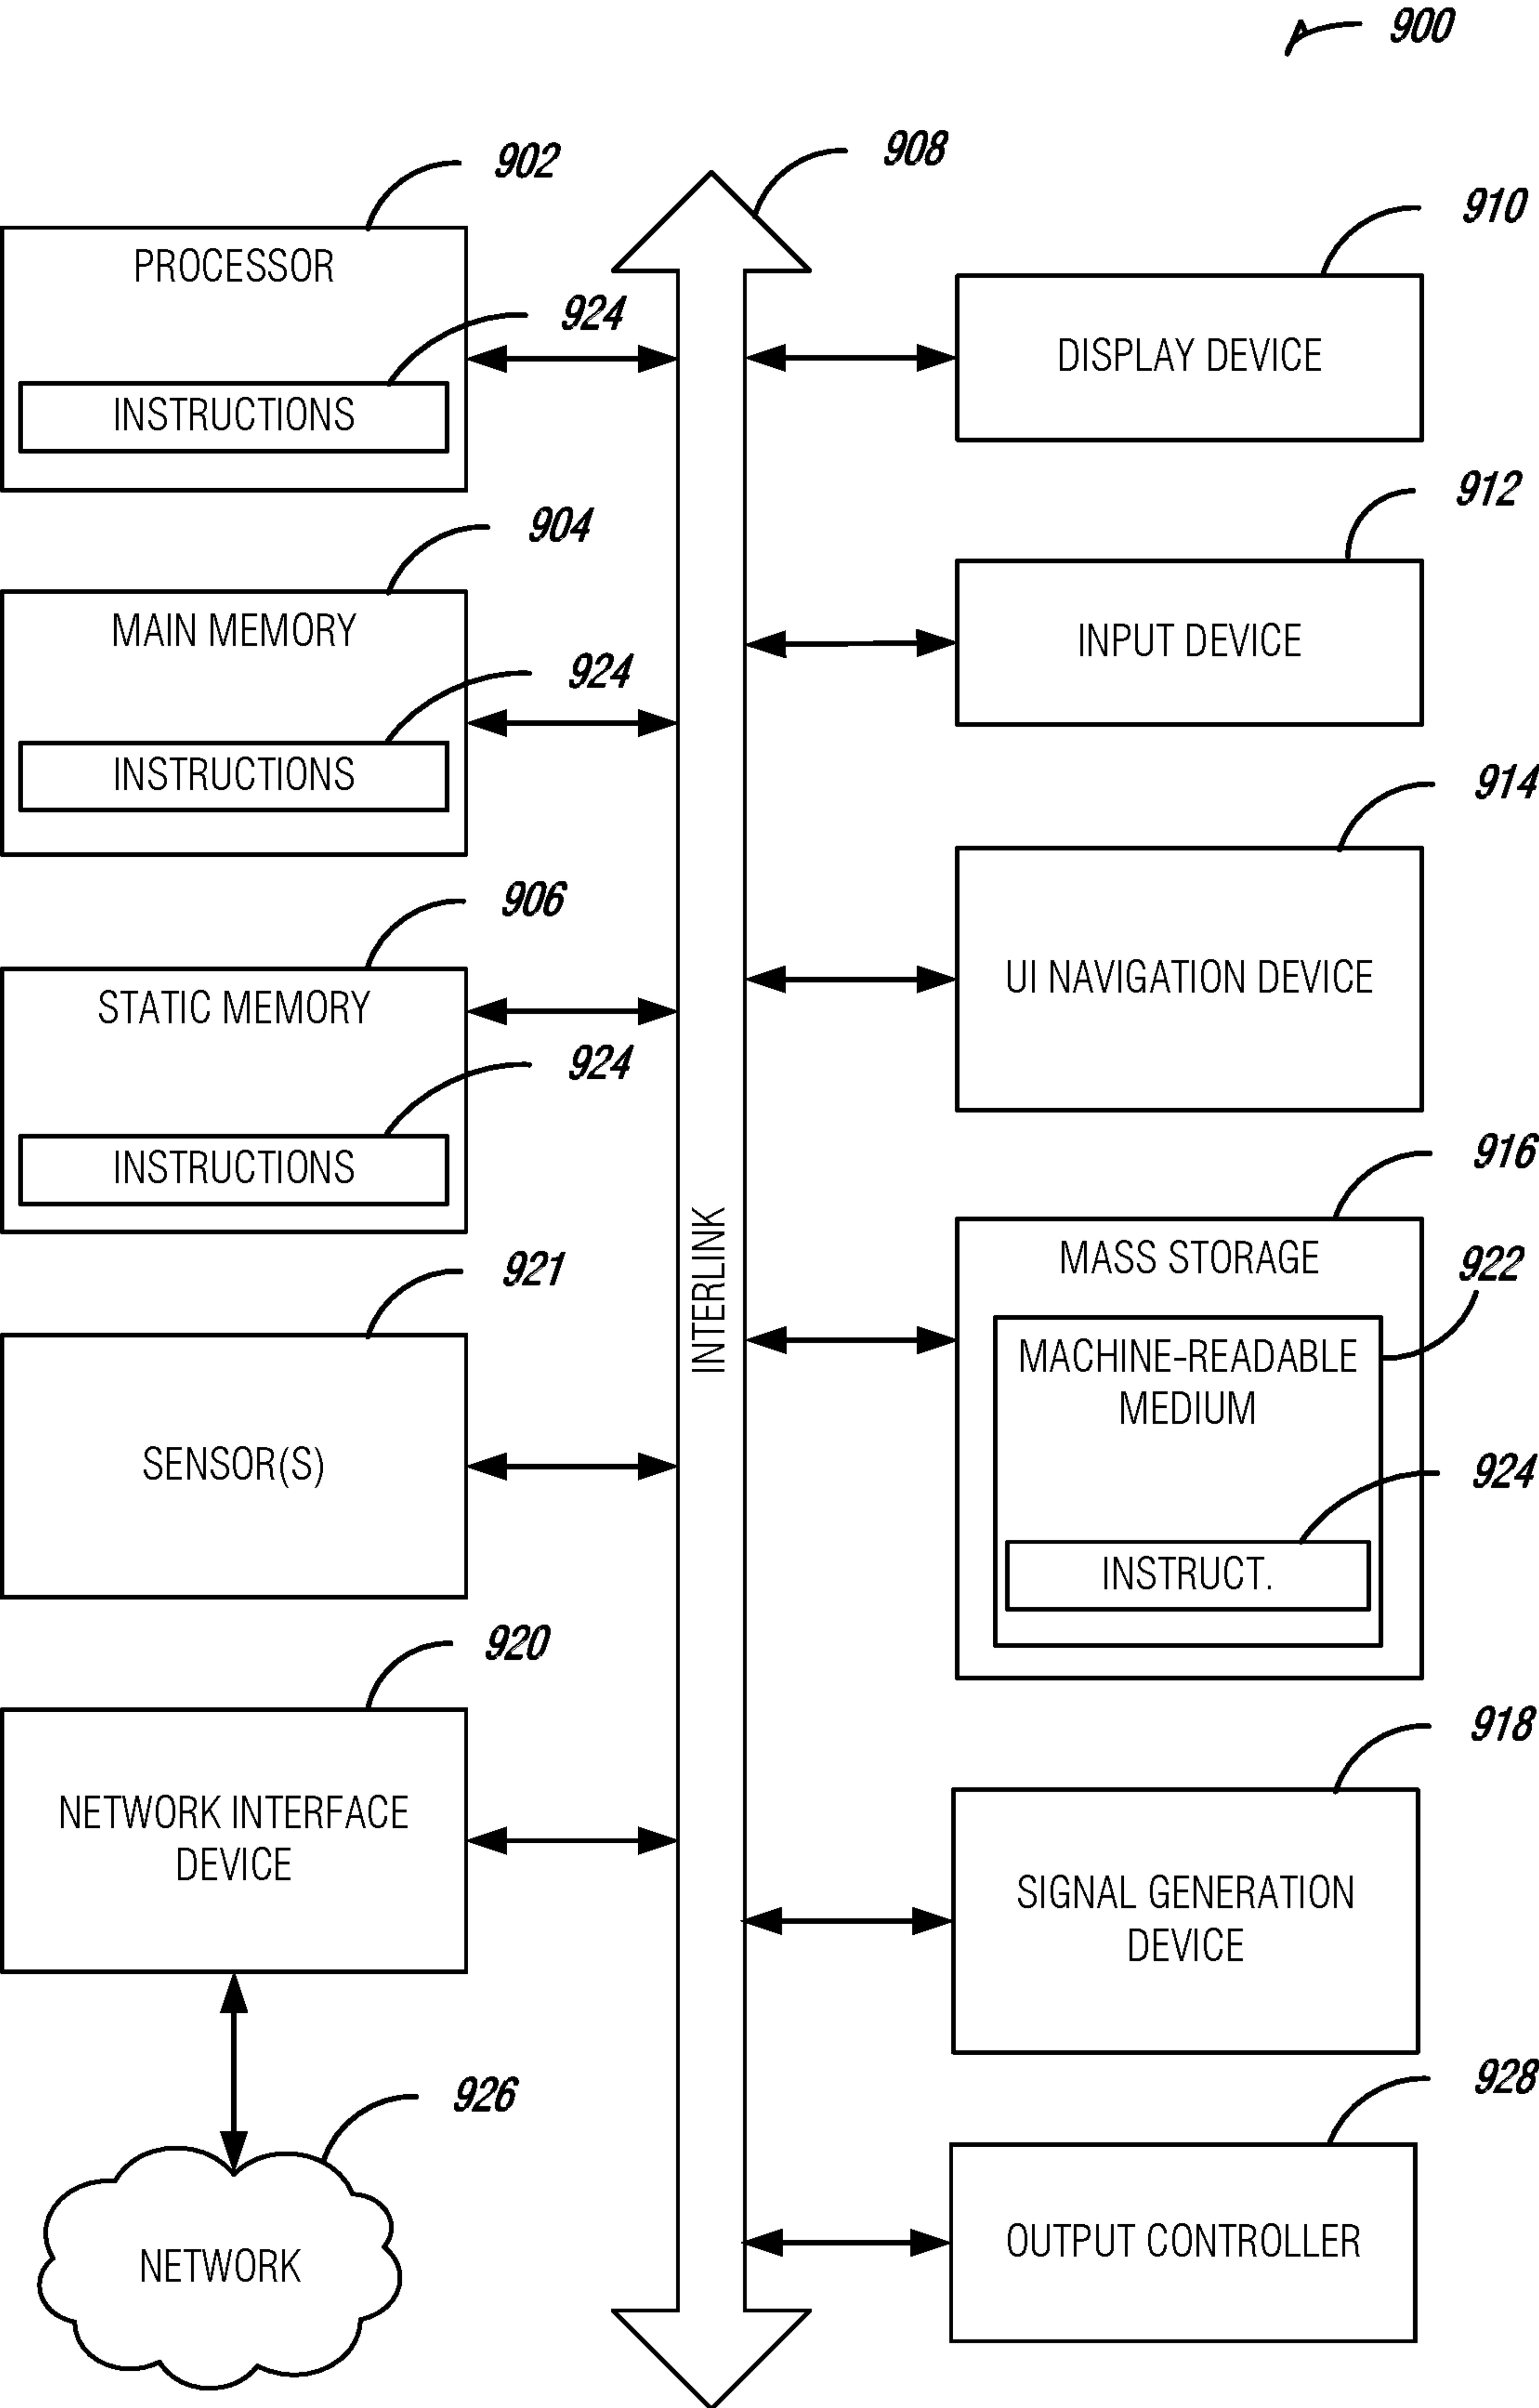 900
902
908
910
PROCESSOR
924
INSTRUCTIONS
DISPLAY DEVICE
904
912
MAIN MEMORY
924
INSTRUCTIONS
INPUT DEVICE
906
914
STATIC MEMORY
924
INSTRUCTIONS
UI NAVIGATION DEVICE
921
916
INTERLINK
MASS STORAGE
922
MACHINE-READABLE
MEDIUM
924
INSTRUCT.
SENSOR(S)
920
918
NETWORK INTERFACE
DEVICE
SIGNAL GENERATION
DEVICE
926
928
NETWORK
OUTPUT CONTROLLER